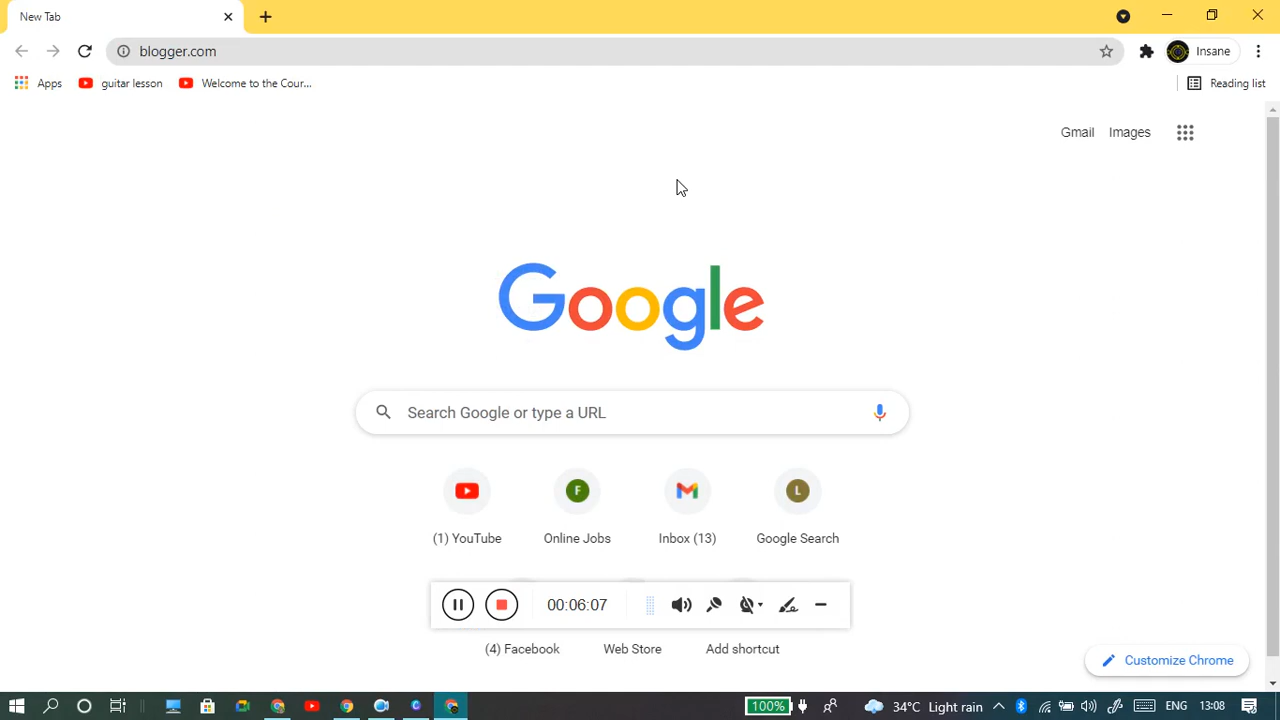 New Tab
blogger.com
Insane
Apps
guitar lesson
Welcome to the Cour...
Reading list
Gmail
Images
Google
Search Google or type a URL
F
L
(1) YouTube
Online Jobs
Inbox (13)
Google Search
00:06:07
(4) Facebook
Web Store
Add shortcut
Customize Chrome
100%
34°C Light rain
ENG
13:08